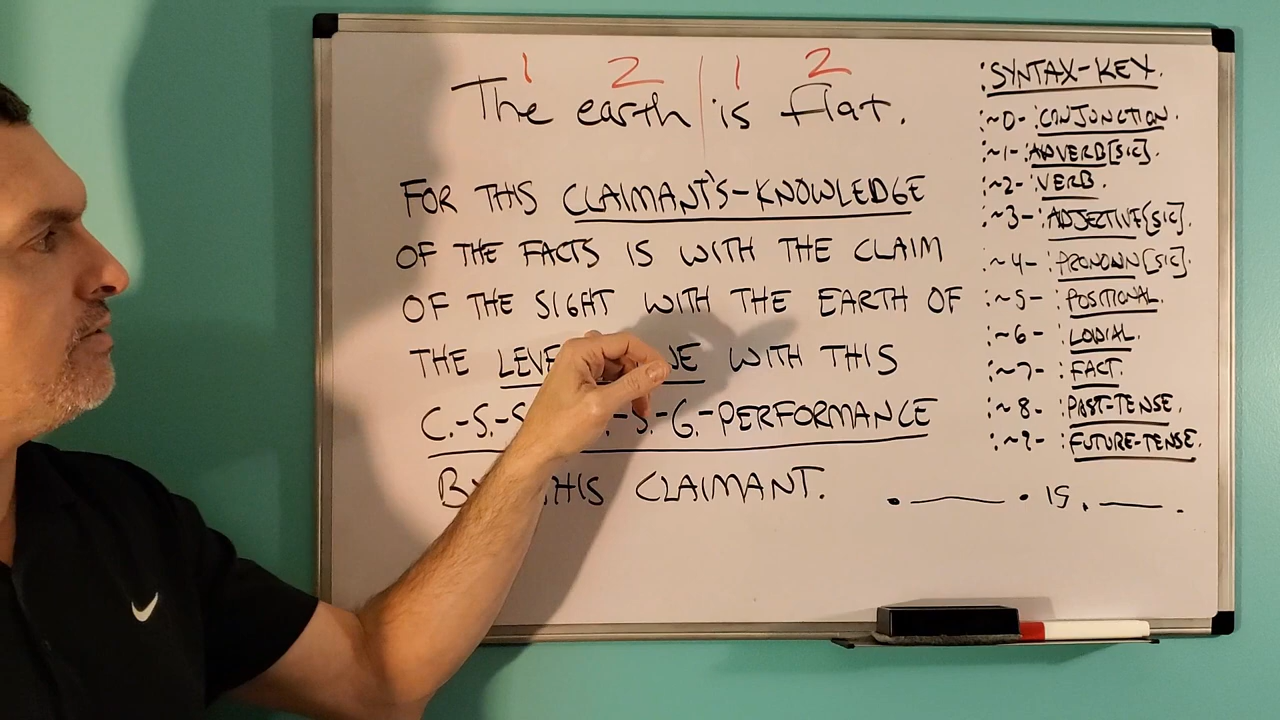 1 2 | 1 2
The earth | is flat.
FOR THIS CLAIMANT'S-KNOWLEDGE
OF THE FACTS IS WITH THE CLAIM
OF THE SIGHT WITH THE EARTH OF
THE WITH THIS
G.-PERFORMANCE
CLAIMANT.
:SYNTAX-KEY.
:~0- :CONJUNCTION.
:~1- :ADVERB[SIC].
:~2- :VERB.
:~3- :ADJECTIVE[SIC].
:~4- :PRONOUN[SIC].
:~5- :POSITIONAL.
:~6- :LODIAL.
:~7- :FACT.
:~8- :PAST-TENSE.
:~9- :FUTURE-TENSE.
. ____ . IS . ____ .